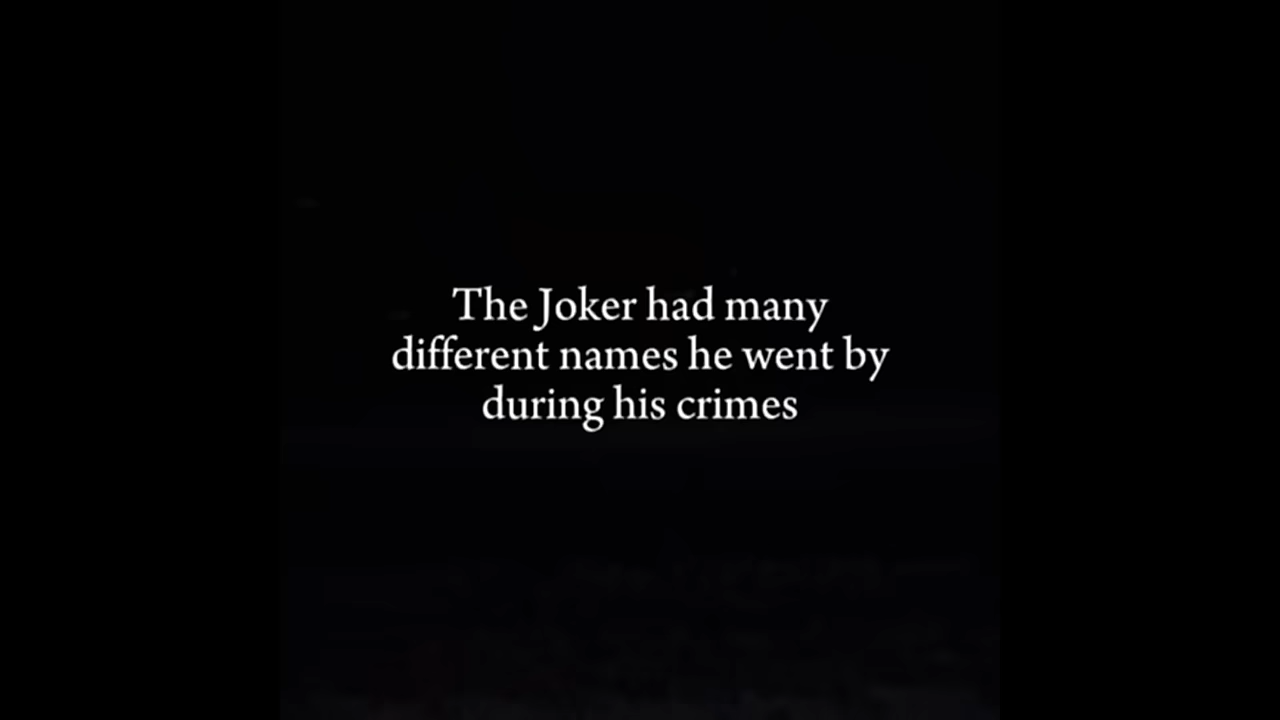 The Joker had many
different names he went by
during his crimes